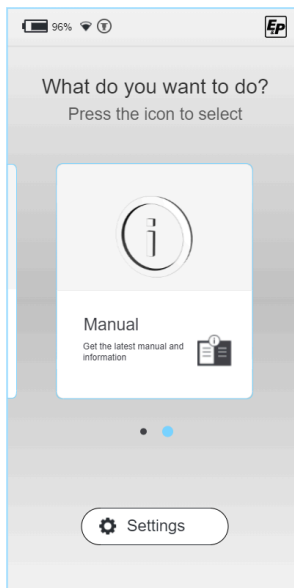 96%
EP
What do you want to do?
Press the icon to select
i
Manual
Get the latest manual and
information
i
Settings